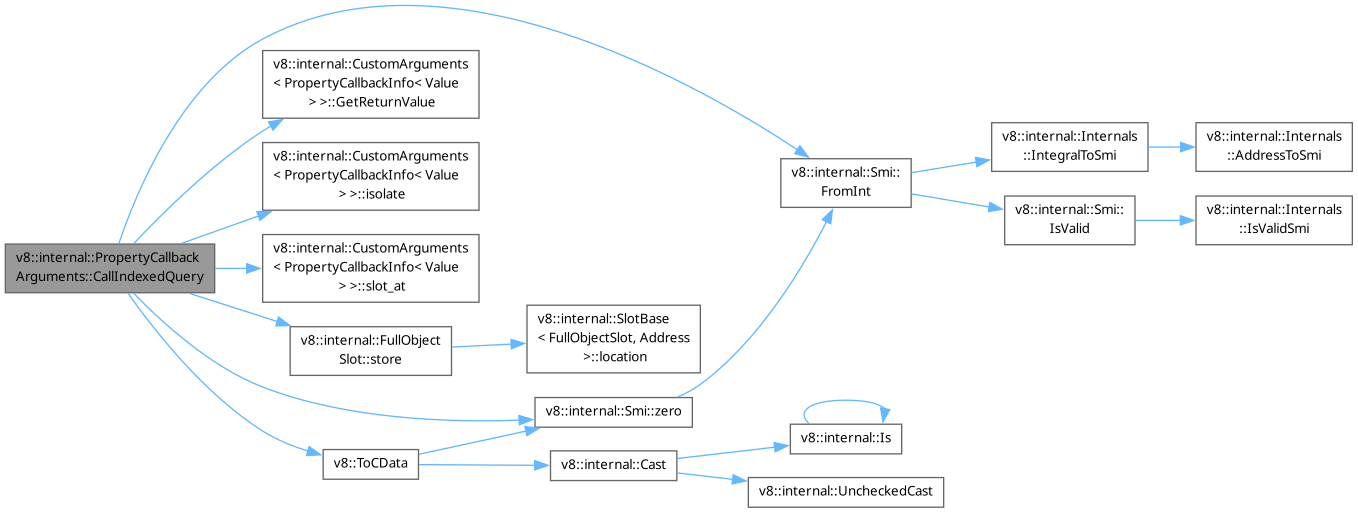 v8::internal::PropertyCallback
Arguments::CallIndexedQuery
v8::internal::CustomArguments
< PropertyCallbackInfo< Value
> >::GetReturnValue
v8::internal::CustomArguments
< PropertyCallbackInfo< Value
> >::isolate
v8::internal::CustomArguments
< PropertyCallbackInfo< Value
> >::slot_at
v8::internal::FullObject
Slot::store
v8::internal::SlotBase
< FullObjectSlot, Address
>::location
v8::internal::Smi::zero
v8::ToCData
v8::internal::Cast
v8::internal::Smi::
FromInt
v8::internal::Is
v8::internal::UncheckedCast
v8::internal::Internals
::IntegralToSmi
v8::internal::Smi::
IsValid
v8::internal::Internals
::AddressToSmi
v8::internal::Internals
::IsValidSmi